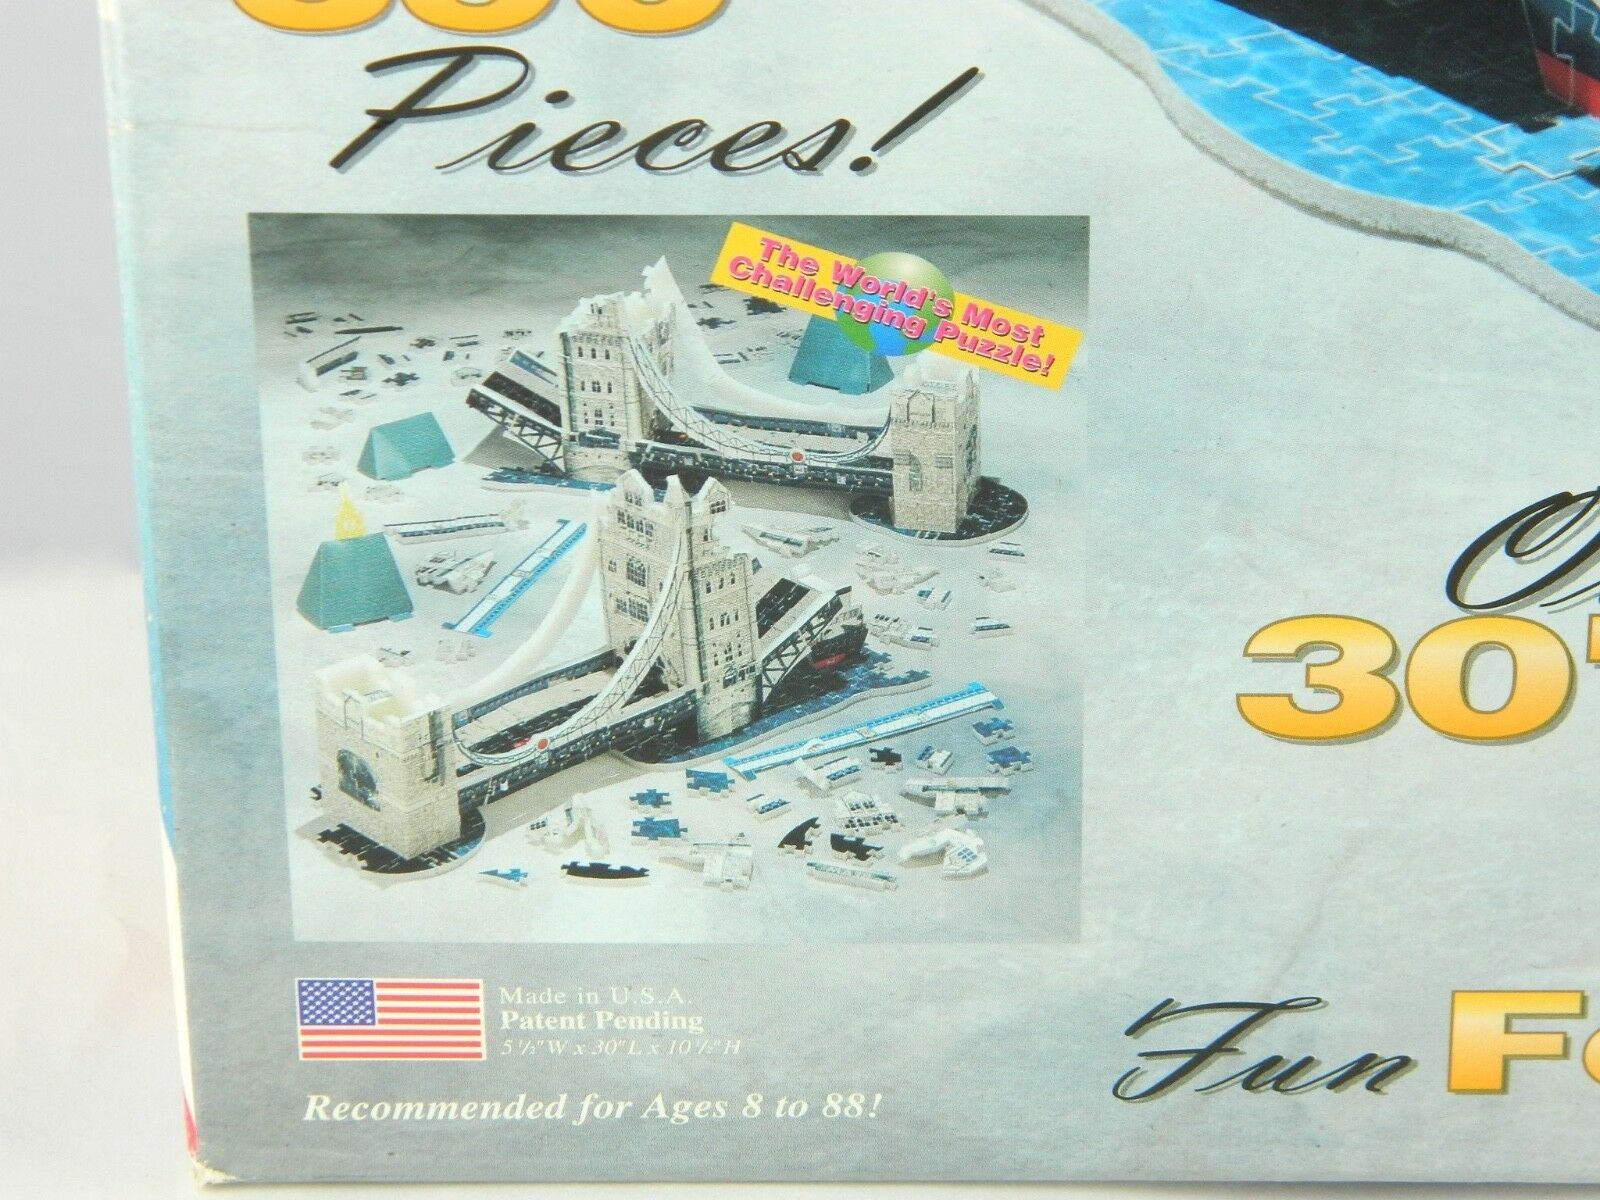 Pieces!
The World's Most
Challenging Puzzle!
30"
Made in U.S.A.
Patent Pending
5 ½" W x 30" L x 10 ½" H
Fun
Recommended for Ages 8 to 88!